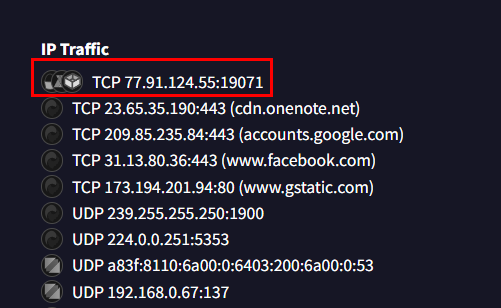 IP Traffic
TCP 77.91.124.55:19071
TCP 23.65.35.190:443 (cdn.onenote.net)
TCP 209.85.235.84:443 (accounts.google.com)
TCP 31.13.80.36:443 (www.facebook.com)
TCP 173.194.201.94:80 (www.gstatic.com)
UDP 239.255.255.250:1900
UDP 224.0.0.251:5353
UDP a83f:8110:6a00:0:6403:200:6a00:0:53
UDP 192.168.0.67:137